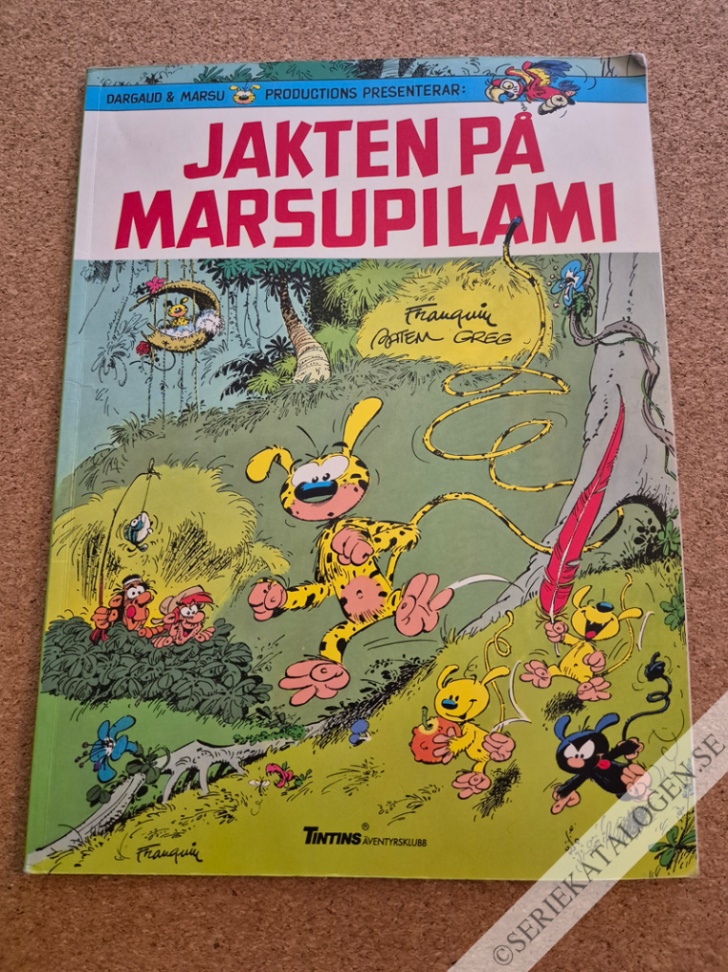 DARGAUD & MARSU PRODUCTIONS PRESENTERAR:
JAKTEN PÅ
MARSUPILAMI
Franquin
BATEM GREG
TINTINS® ÄVENTYRSKLUBB
Franquin
©SERIEKATALOGEN.SE